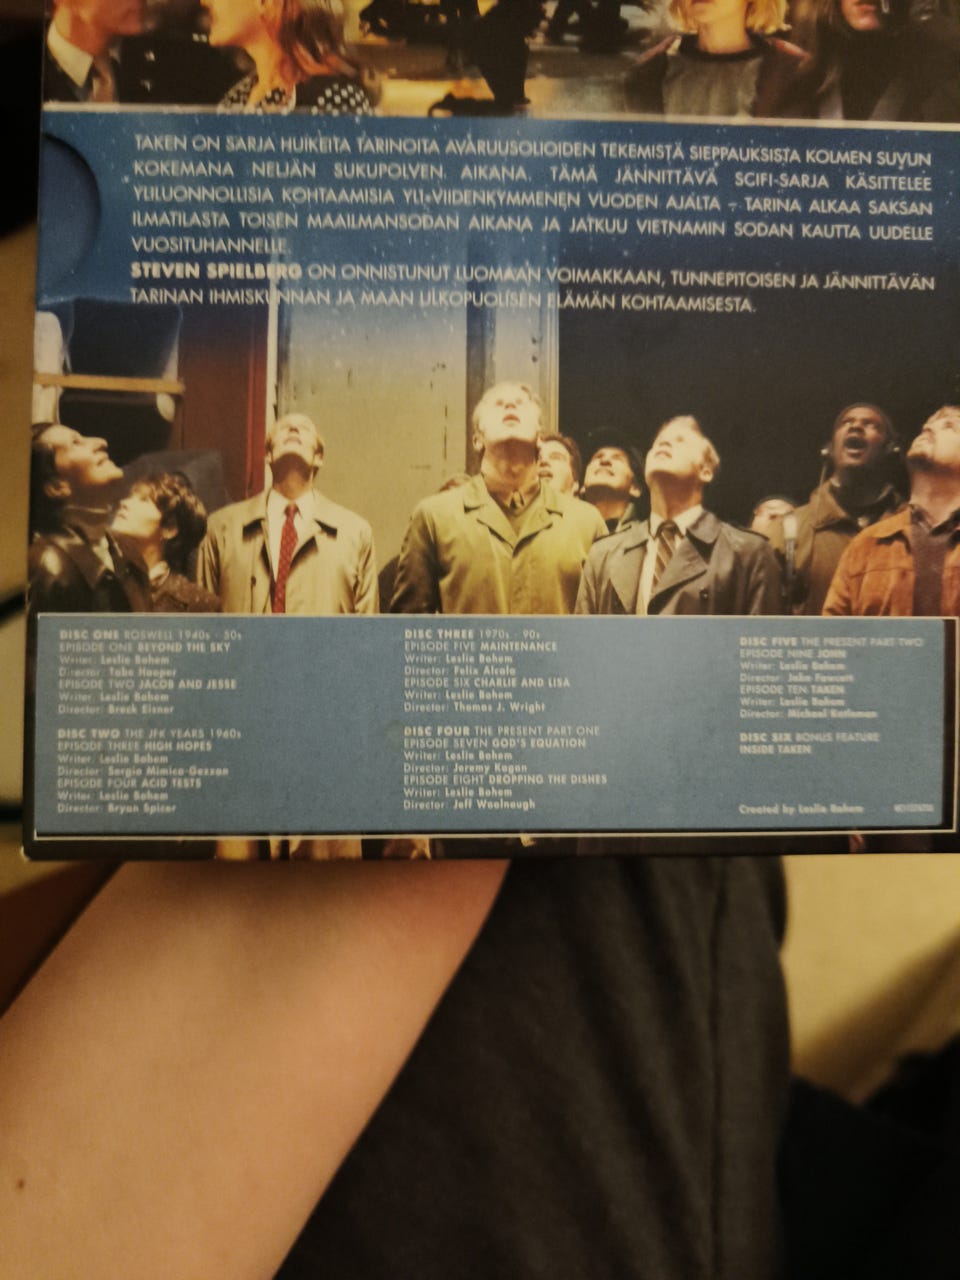 TAKEN ON SARJA HUIKEITA TARINOITA AVARUUSOLIOIDEN TEKEMISTÄ SIEPPAUKSISTA KOLMEN SUVUN
KOKEMANA NELJÄN SUKUPOLVEN AIKANA. TÄMÄ JÄNNITTÄVÄ SCIFI-SARJA KÄSITTELEE
YLILUONNOLLISIA KOHTAAMISIA YLI VIIDENKYMMENEN VUODEN AJALTA – TARINA ALKAA SAKSAN
ILMATILASTA TOISEN MAAILMANSODAN AIKANA JA JATKUU VIETNAMIN SODAN KAUTTA UUDELLE
VUOSITUHANNELLE.
STEVEN SPIELBERG ON ONNISTUNUT LUOMAAN VOIMAKKAAN, TUNNEPITOISEN JA JÄNNITTÄVÄN
TARINAN IHMISKUNNAN JA MAAN ULKOPUOLISEN ELÄMÄN KOHTAAMISESTA.
DISC ONE ROSWELL 1940s - 50s
EPISODE ONE BEYOND THE SKY
Writer: Leslie Bohem
Director: Tobe Hooper
EPISODE TWO JACOB AND JESSE
Writer: Leslie Bohem
Director: Breck Eisner
DISC TWO THE JFK YEARS 1960s
EPISODE THREE HIGH HOPES
Writer: Leslie Bohem
Director: Sergio Mimica-Gezzan
EPISODE FOUR ACID TESTS
Writer: Leslie Bohem
Director: Bryan Spicer
DISC THREE 1970s - 90s
EPISODE FIVE MAINTENANCE
Writer: Leslie Bohem
Director: Felix Alcala
EPISODE SIX CHARLIE AND LISA
Writer: Leslie Bohem
Director: Thomas J. Wright
DISC FOUR THE PRESENT PART ONE
EPISODE SEVEN GOD'S EQUATION
Writer: Leslie Bohem
Director: Jeremy Kagan
EPISODE EIGHT DROPPING THE DISHES
Writer: Leslie Bohem
Director: Jeff Woolnough
DISC FIVE THE PRESENT PART TWO
EPISODE NINE JOHN
Writer: Leslie Bohem
Director: John Fawcett
EPISODE TEN TAKEN
Writer: Leslie Bohem
Director: Michael Katleman
DISC SIX BONUS FEATURE
INSIDE TAKEN
Created by Leslie Bohem